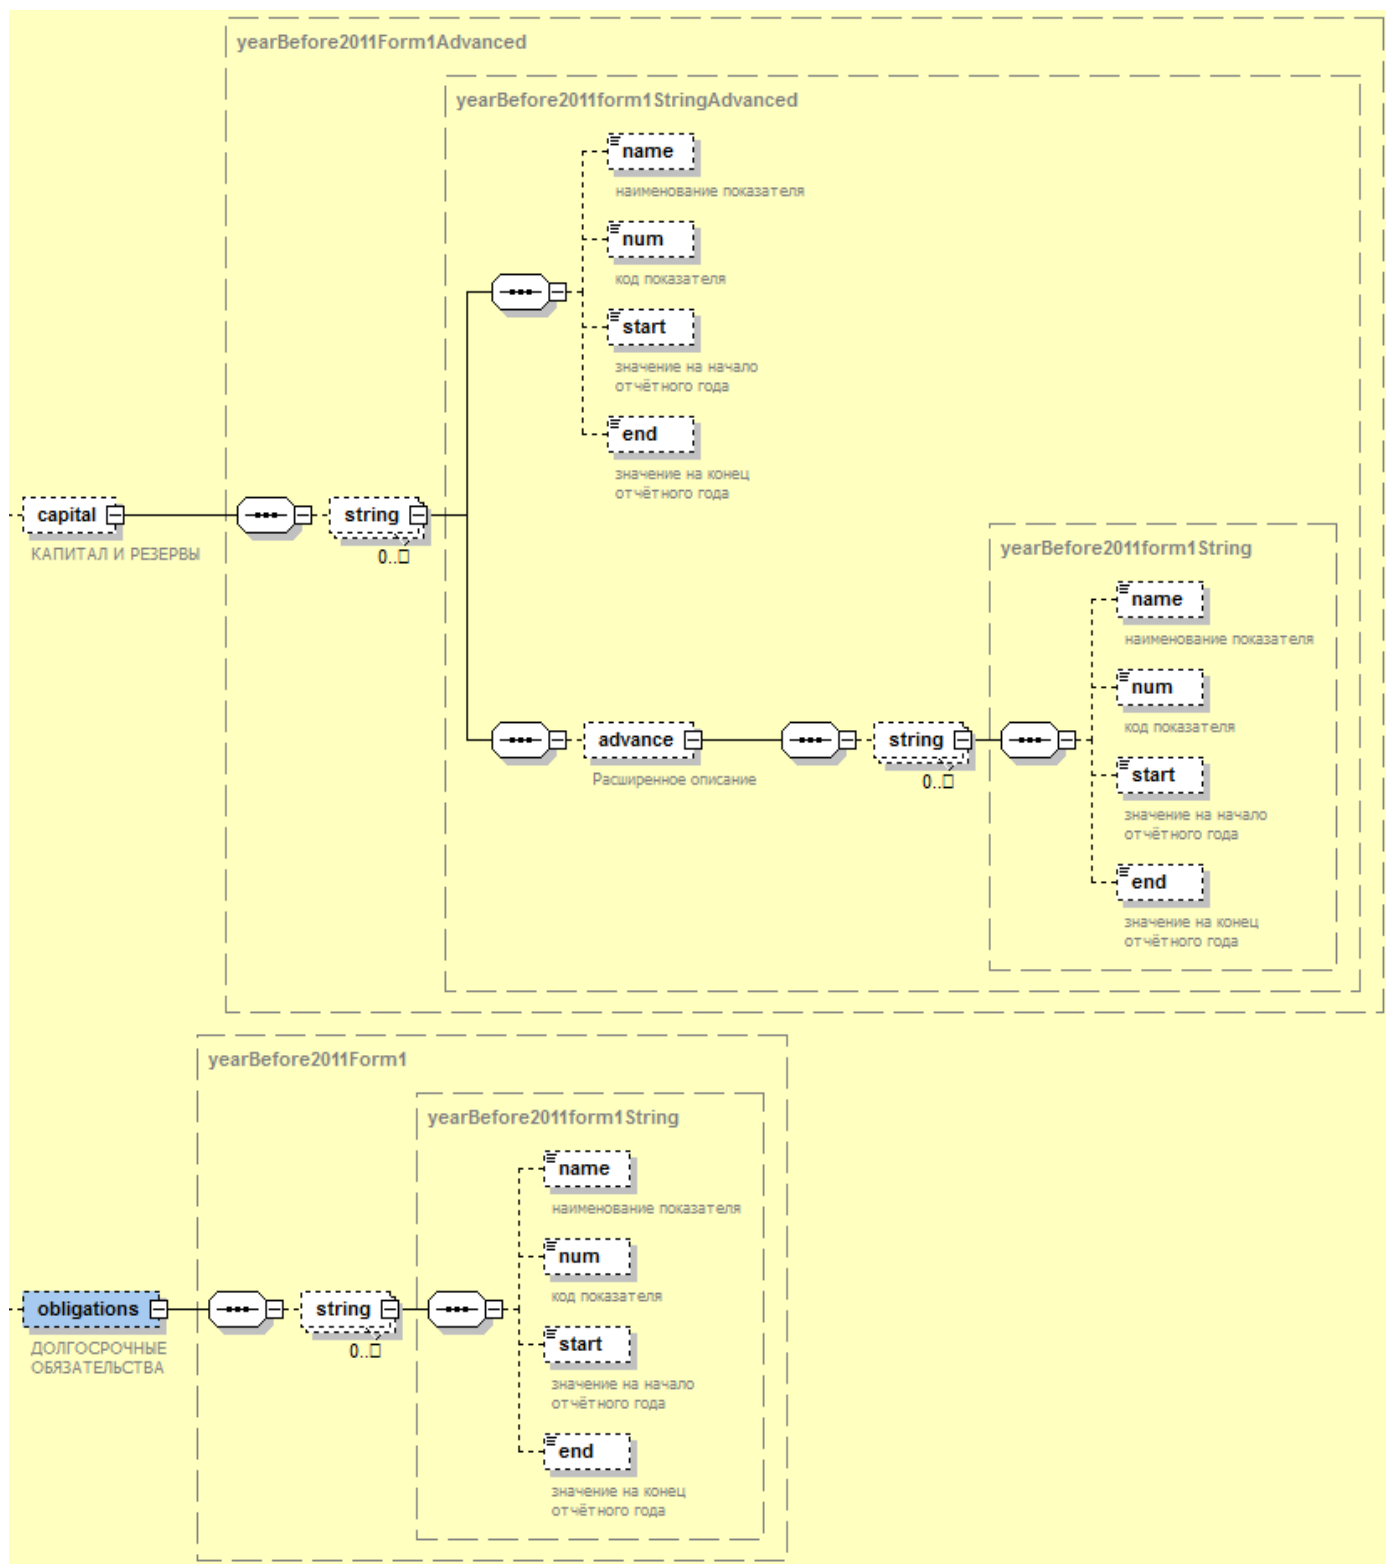 yearBefore2011Form1Advanced
yearBefore2011form1StringAdvanced
name
наименование показателя
num
код показателя
start
значение на начало
отчётного года
end
значение на конец
отчётного года
capital
КАПИТАЛ И РЕЗЕРВЫ
string
0..□
yearBefore2011form1String
name
наименование показателя
num
код показателя
advance
Расширенное описание
string
0..□
start
значение на начало
отчётного года
end
значение на конец
отчётного года
yearBefore2011Form1
yearBefore2011form1String
name
наименование показателя
num
код показателя
obligations
ДОЛГОСРОЧНЫЕ
ОБЯЗАТЕЛЬСТВА
string
0..□
start
значение на начало
отчётного года
end
значение на конец
отчётного года